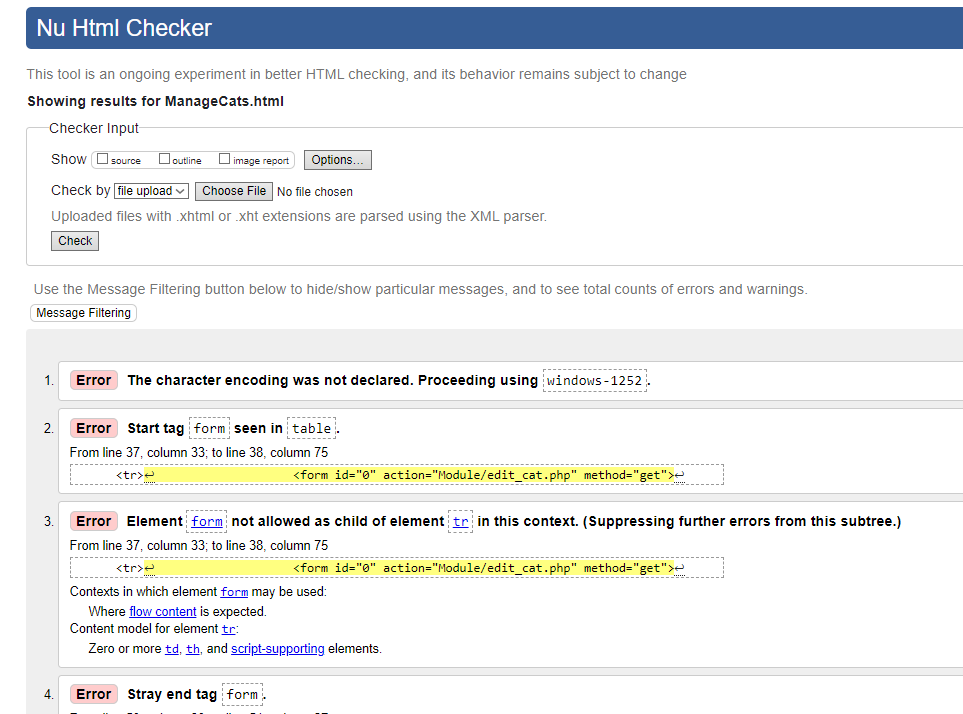 Nu Html Checker
This tool is an ongoing experiment in better HTML checking, and its behavior remains subject to change
Showing results for ManageCats.html
Checker Input
Show source outline image report Options...
Check by file upload Choose File No file chosen
Uploaded files with .xhtml or .xht extensions are parsed using the XML parser.
Check
Use the Message Filtering button below to hide/show particular messages, and to see total counts of errors and warnings.
Message Filtering
1. Error The character encoding was not declared. Proceeding using windows-1252.
2. Error Start tag form seen in table.
From line 37, column 33; to line 38, column 75
<tr>↩ <form id="0" action="Module/edit_cat.php" method="get">↩
3. Error Element form not allowed as child of element tr in this context. (Suppressing further errors from this subtree.)
From line 37, column 33; to line 38, column 75
<tr>↩ <form id="0" action="Module/edit_cat.php" method="get">↩
Contexts in which element form may be used:
Where flow content is expected.
Content model for element tr:
Zero or more td, th, and script-supporting elements.
4. Error Stray end tag form.